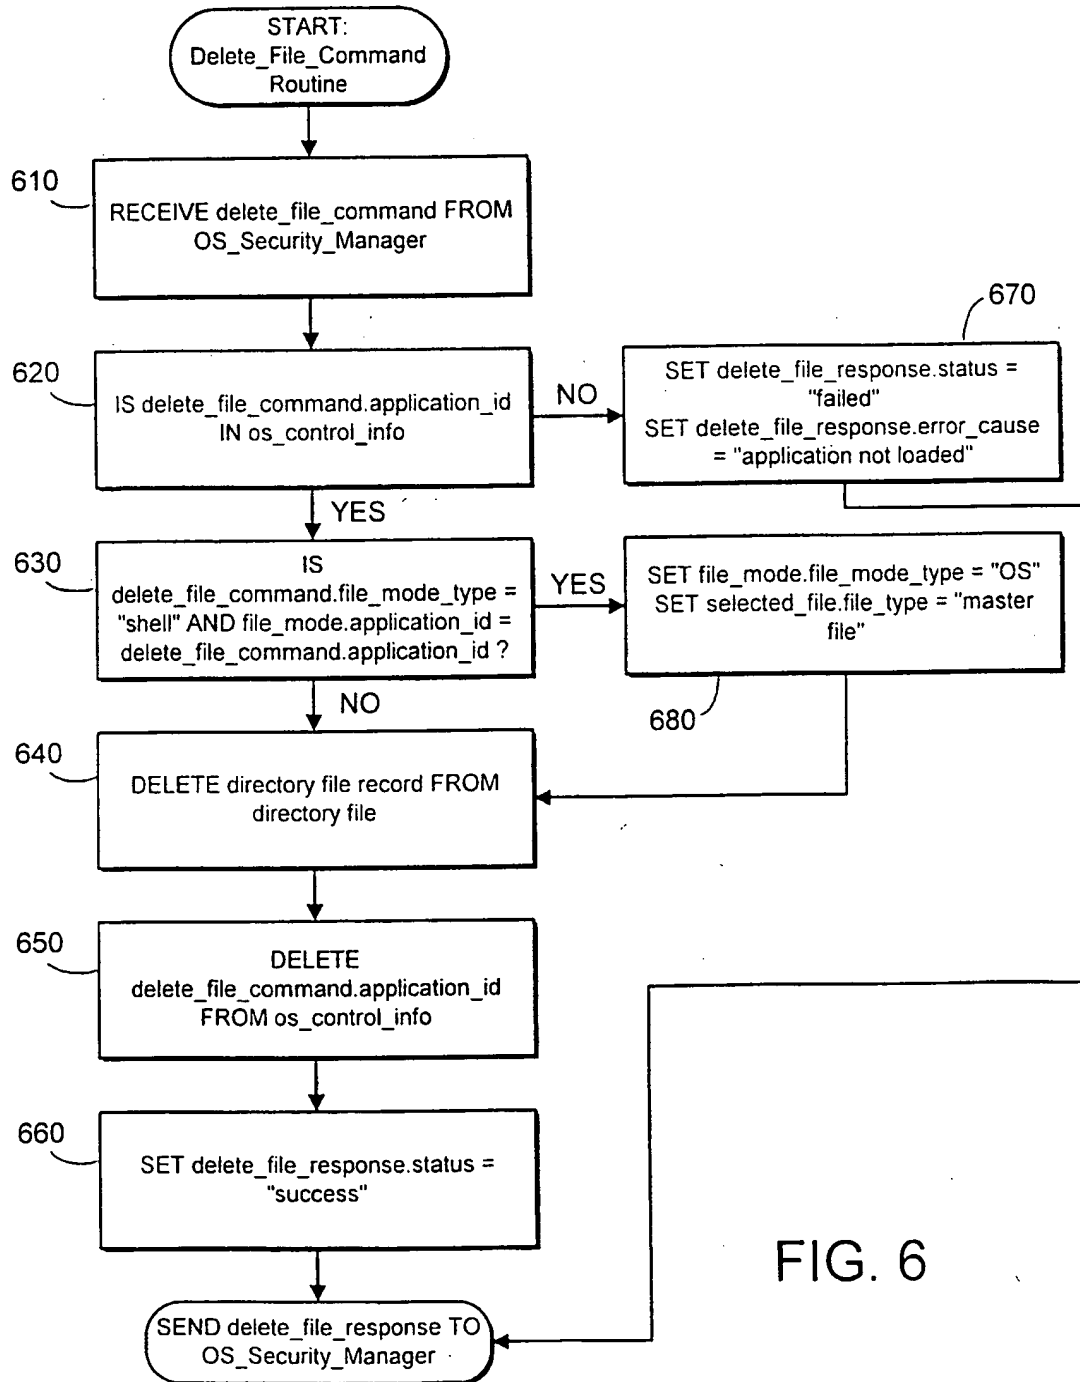 START:
Delete_File_Command
Routine
610
RECEIVE delete_file_command FROM
OS_Security_Manager
620
IS delete_file_command.application_id
IN os_control_info
NO
670
SET delete_file_response.status =
"failed"
SET delete_file_response.error_cause
= "application not loaded"
YES
630
IS
delete_file_command.file_mode_type =
"shell" AND file_mode.application_id =
delete_file_command.application_id ?
YES
SET file_mode.file_mode_type = "OS"
SET selected_file.file_type = "master
file"
680
NO
640
DELETE directory file record FROM
directory file
650
DELETE
delete_file_command.application_id
FROM os_control_info
660
SET delete_file_response.status =
"success"
SEND delete_file_response TO
OS_Security_Manager
FIG. 6